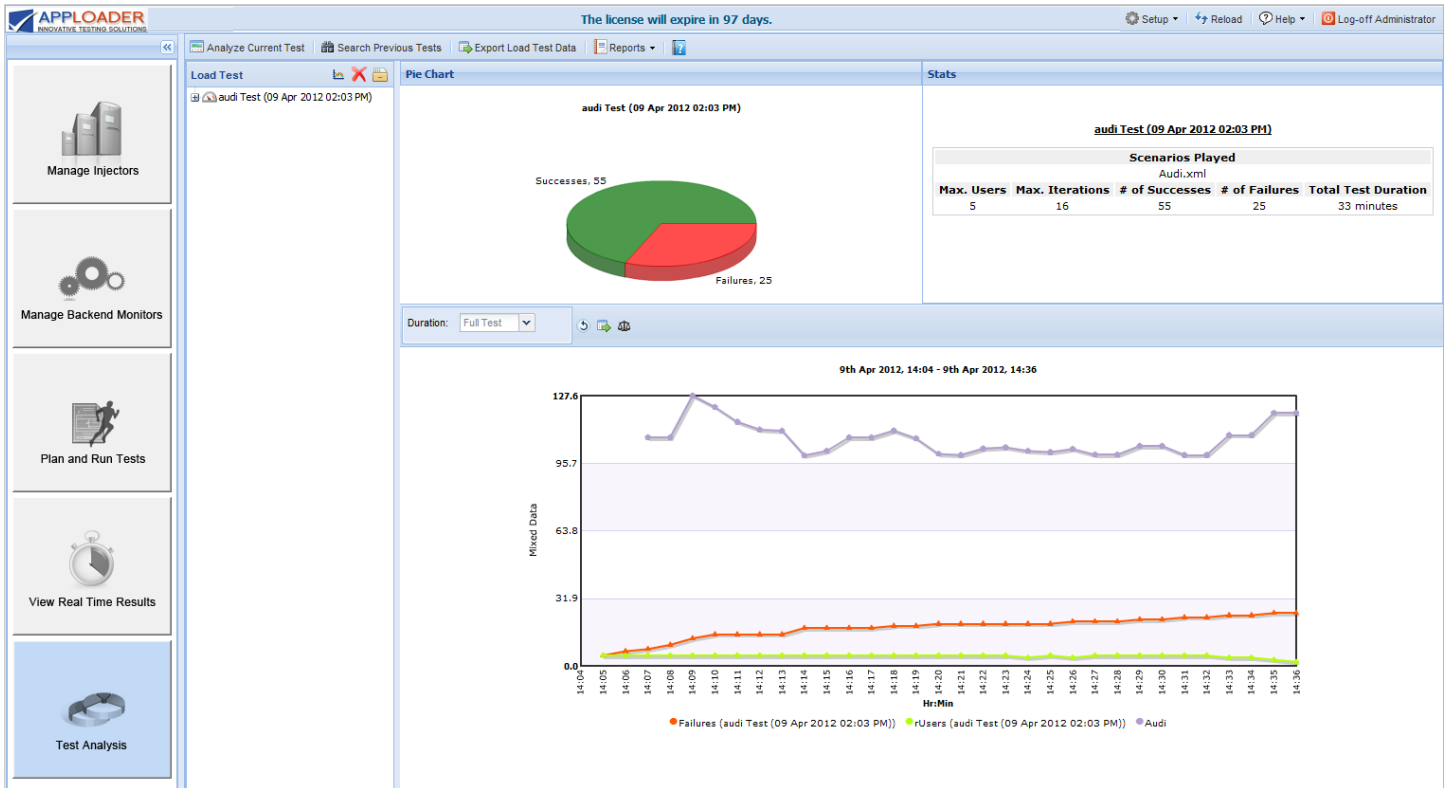 APPLOADER
INNOVATIVE TESTING SOLUTIONS
The license will expire in 97 days.
Setup
Reload
Help
Log-off Administrator
Analyze Current Test
Search Previous Tests
Export Load Test Data
Reports
Manage Injectors
Manage Backend Monitors
Plan and Run Tests
View Real Time Results
Test Analysis
Load Test
audi Test (09 Apr 2012 02:03 PM)
Pie Chart
audi Test (09 Apr 2012 02:03 PM)
Successes, 55
Failures, 25
Stats
audi Test (09 Apr 2012 02:03 PM)
Scenarios Played
Audi.xml
Max. Users Max. Iterations # of Successes # of Failures Total Test Duration
5 16 55 25 33 minutes
Duration: Full Test
9th Apr 2012, 14:04 - 9th Apr 2012, 14:36
127.6
95.7
63.8
31.9
0.0
Mixed Data
14:04 14:05 14:06 14:07 14:08 14:09 14:10 14:11 14:12 14:13 14:14 14:15 14:16 14:17 14:18 14:19 14:20 14:21 14:22 14:23 14:24 14:25 14:26 14:27 14:28 14:29 14:30 14:31 14:32 14:33 14:34 14:35 14:36
Hr:Min
Failures (audi Test (09 Apr 2012 02:03 PM)) rUsers (audi Test (09 Apr 2012 02:03 PM)) Audi